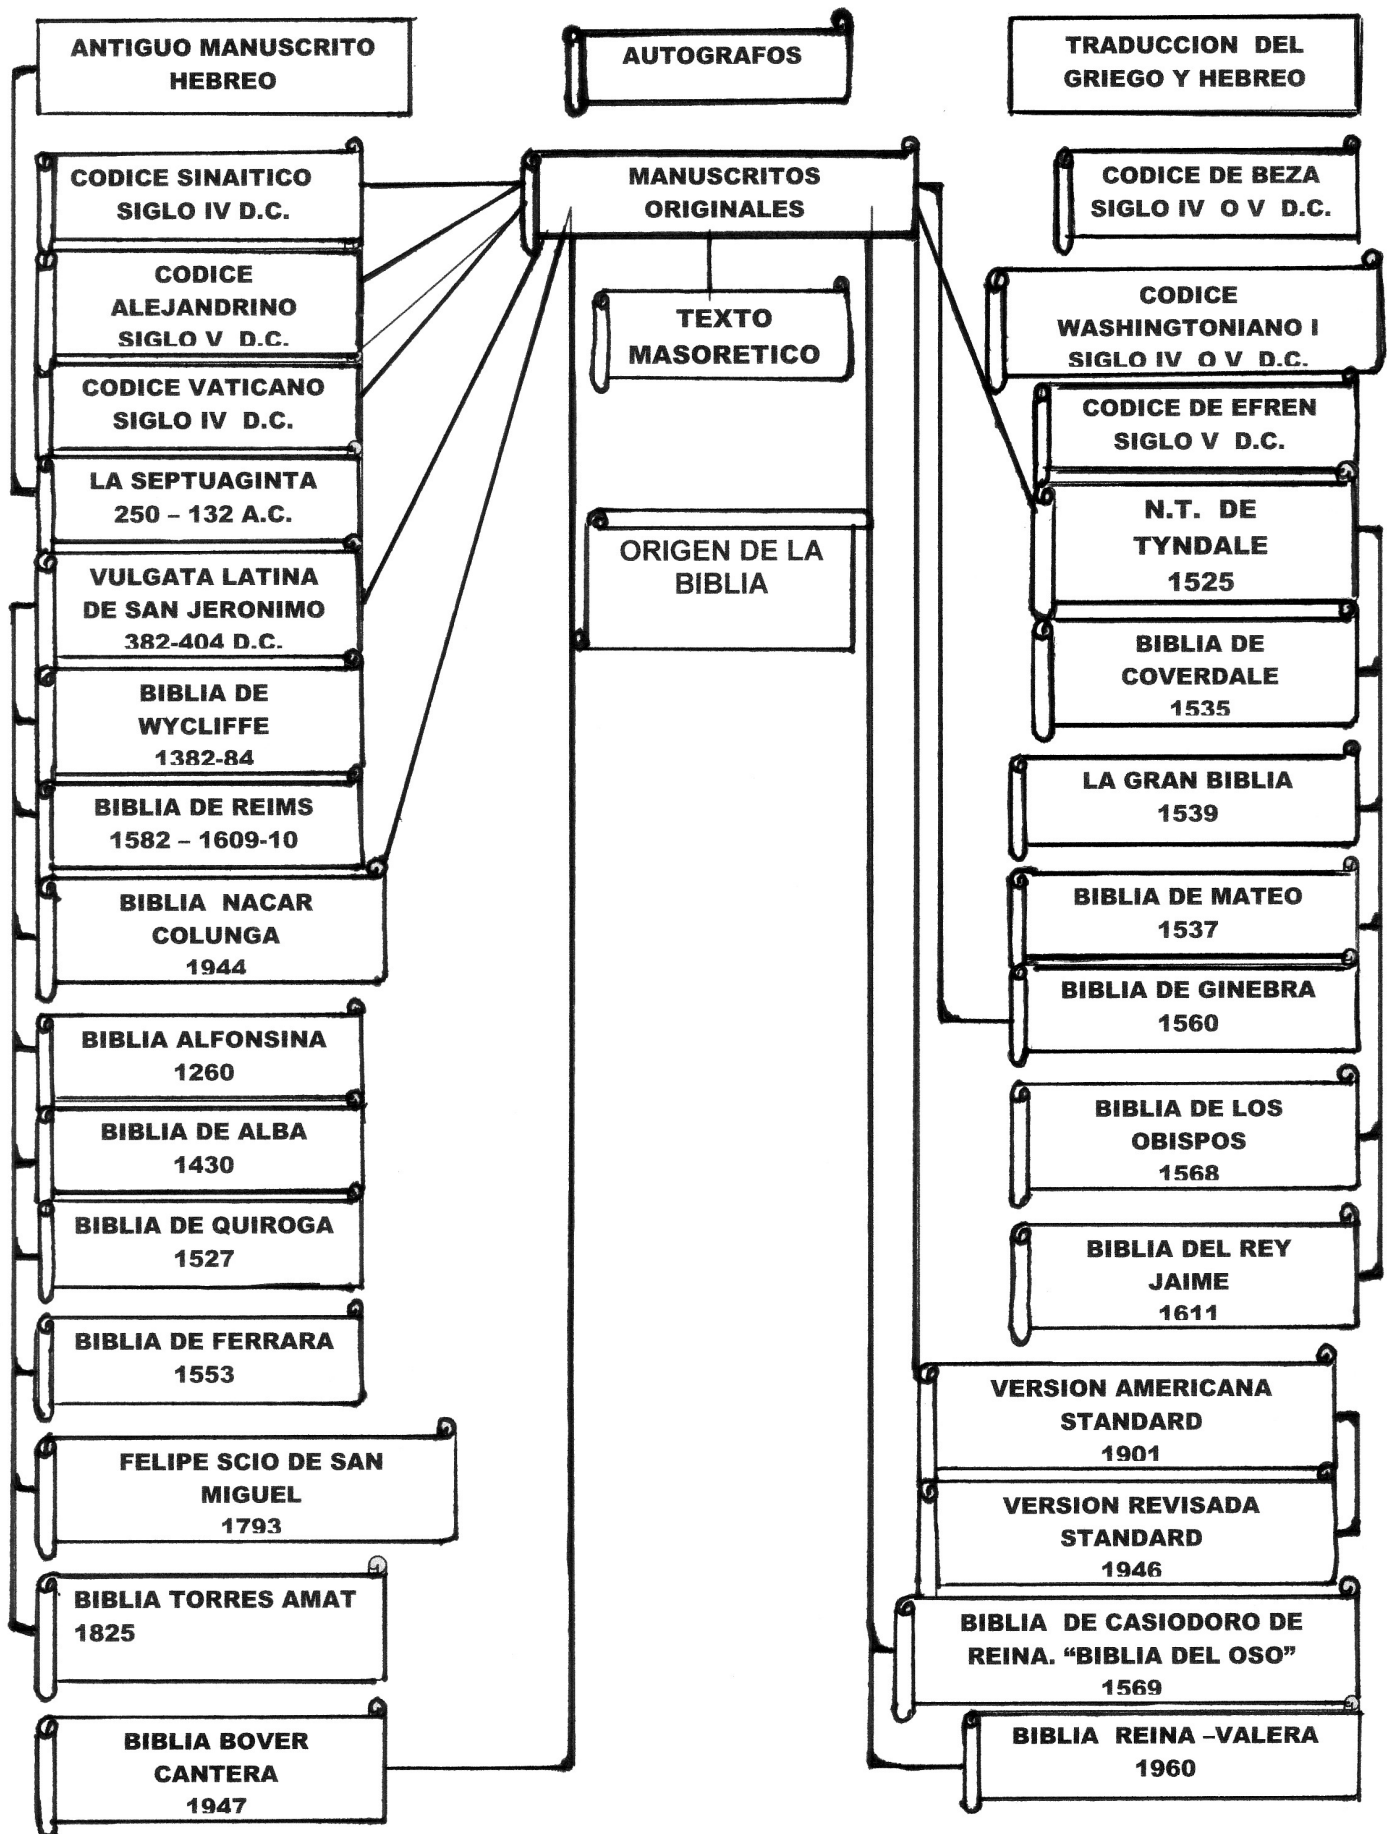 ANTIGUO MANUSCRITO
HEBREO
CODICE SINAITICO
SIGLO IV D.C.
CODICE
ALEJANDRINO
SIGLO V D.C.
CODICE VATICANO
SIGLO IV D.C.
LA SEPTUAGINTA
250 – 132 A.C.
VULGATA LATINA
DE SAN JERONIMO
382-404 D.C.
BIBLIA DE
WYCLIFFE
1382-84
BIBLIA DE REIMS
1582 – 1609-10
BIBLIA NACAR
COLUNGA
1944
BIBLIA ALFONSINA
1260
BIBLIA DE ALBA
1430
BIBLIA DE QUIROGA
1527
BIBLIA DE FERRARA
1553
FELIPE SCIO DE SAN
MIGUEL
1793
BIBLIA TORRES AMAT
1825
BIBLIA BOVER
CANTERA
1947
AUTOGRAFOS
MANUSCRITOS
ORIGINALES
TEXTO
MASORETICO
ORIGEN DE LA
BIBLIA
TRADUCCION DEL
GRIEGO Y HEBREO
CODICE DE BEZA
SIGLO IV O V D.C.
CODICE
WASHINGTONIANO I
SIGLO IV O V D.C.
CODICE DE EFREN
SIGLO V D.C.
N.T. DE
TYNDALE
1525
BIBLIA DE
COVERDALE
1535
LA GRAN BIBLIA
1539
BIBLIA DE MATEO
1537
BIBLIA DE GINEBRA
1560
BIBLIA DE LOS
OBISPOS
1568
BIBLIA DEL REY
JAIME
1611
VERSION AMERICANA
STANDARD
1901
VERSION REVISADA
STANDARD
1946
BIBLIA DE CASIODORO DE
REINA. “BIBLIA DEL OSO”
1569
BIBLIA REINA –VALERA
1960